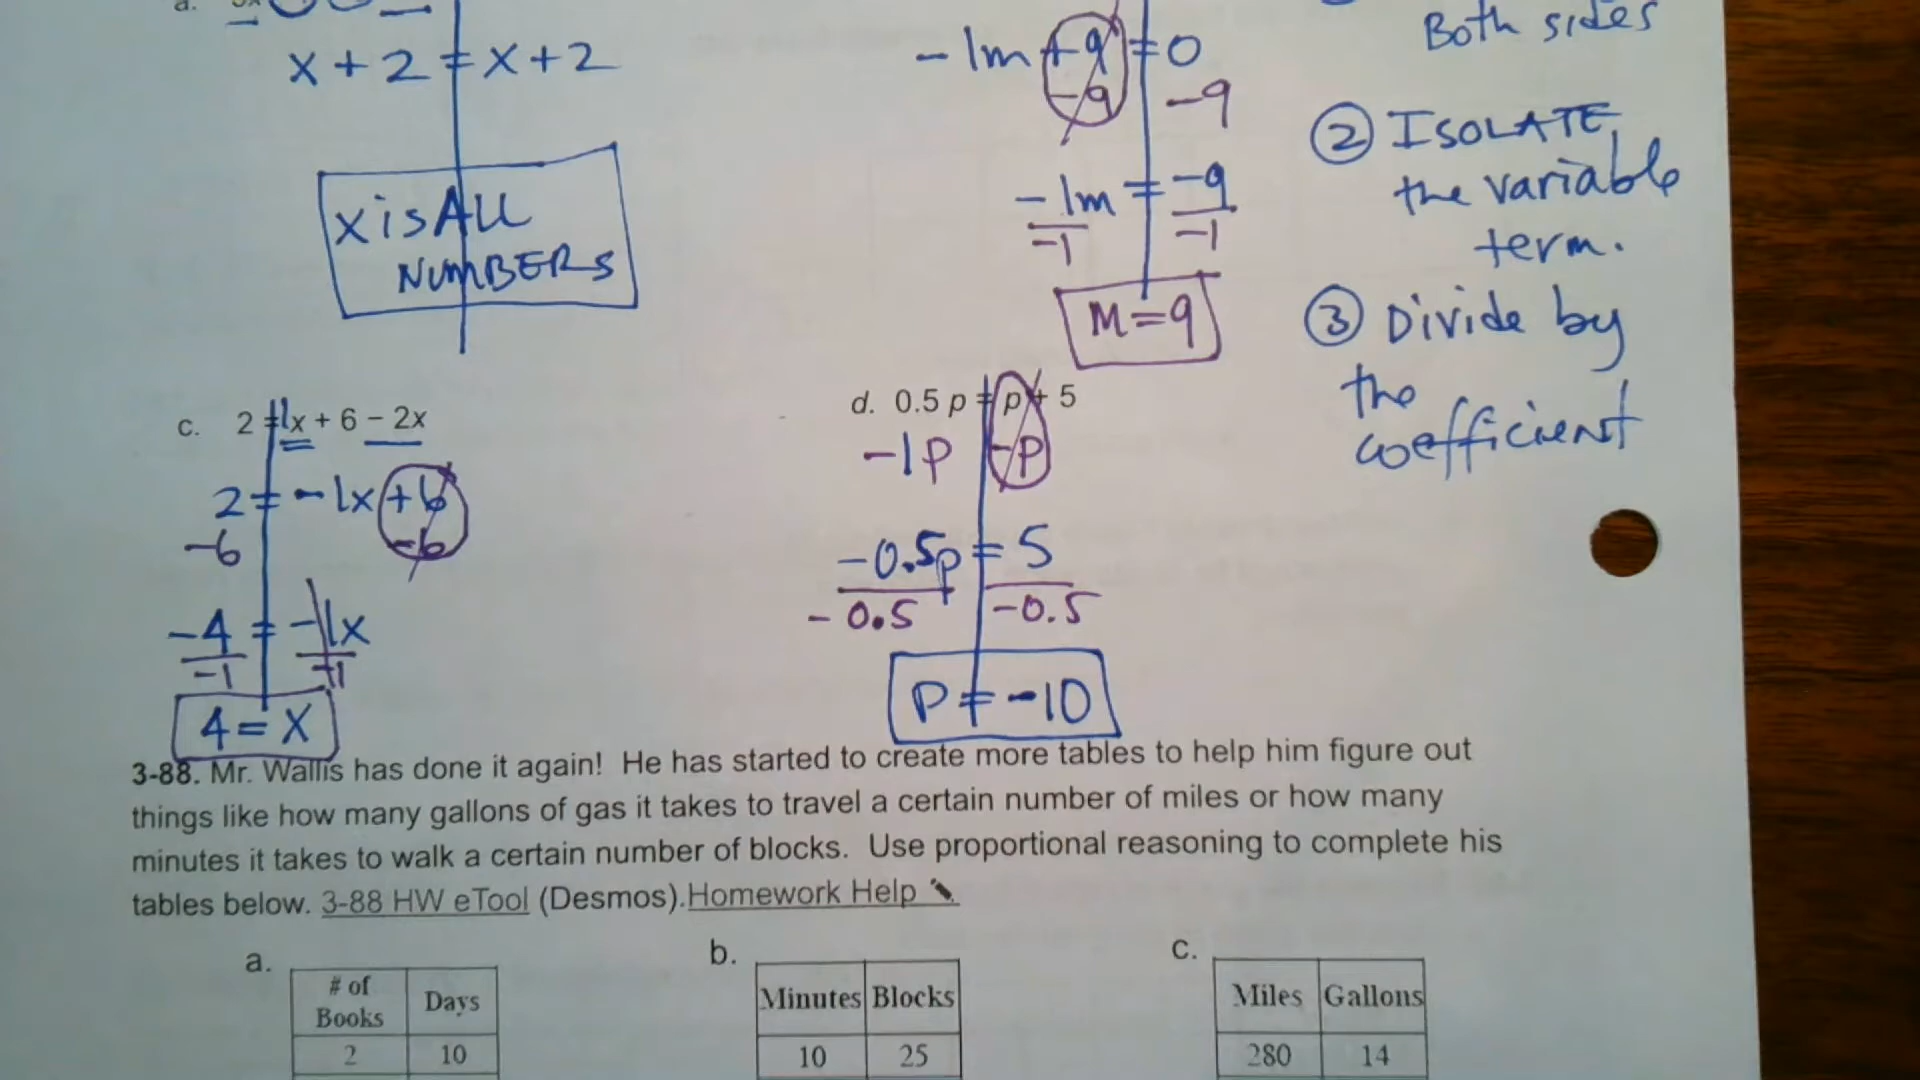 a.
x + 2 = x + 2
x is ALL
NUMBERS
-1m + 9 = 0
-9 -9
-1m = -9
-1 -1
M = 9
Both sides
② ISOLATE
the variable
term.
③ Divide by
the
coefficient
c. 2 = 1x + 6 - 2x
2 = -1x + 6
-6 -6
-4 = -1x
-1 -1
4 = X
d. 0.5 p = p + 5
-1p -p
-0.5p = 5
-0.5 -0.5
P = -10
3-88. Mr. Wallis has done it again! He has started to create more tables to help him figure out
things like how many gallons of gas it takes to travel a certain number of miles or how many
minutes it takes to walk a certain number of blocks. Use proportional reasoning to complete his
tables below. 3-88 HW eTool (Desmos).Homework Help ✎
a.
# of Books Days
2 10
b.
Minutes Blocks
10 25
c.
Miles Gallons
280 14